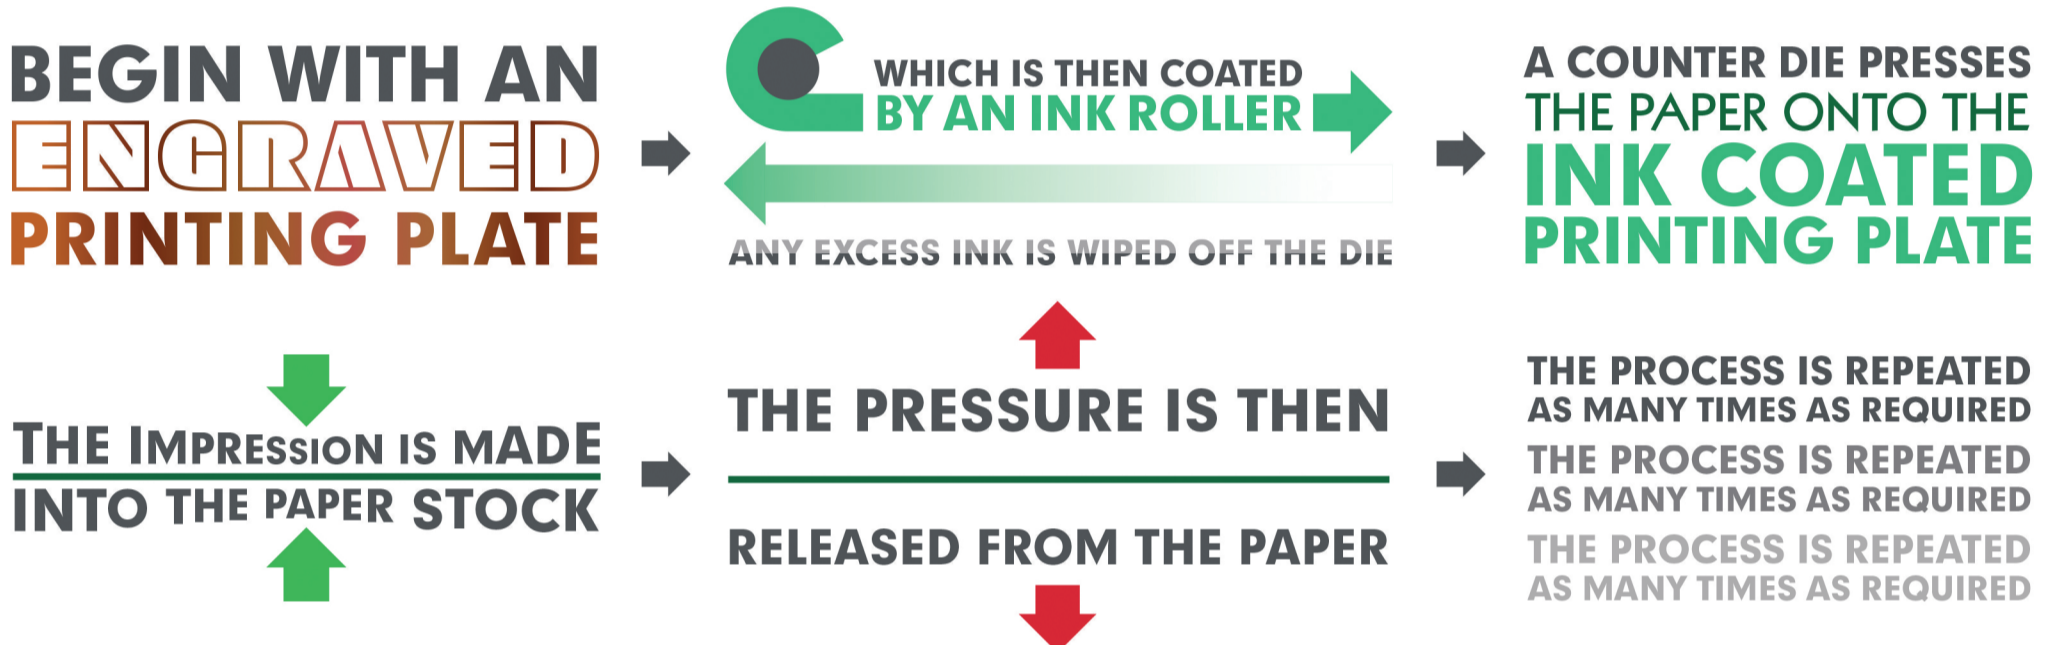 BEGIN WITH AN
ENGRAVED
PRINTING PLATE
WHICH IS THEN COATED
BY AN INK ROLLER
ANY EXCESS INK IS WIPED OFF THE DIE
A COUNTER DIE PRESSES
THE PAPER ONTO THE
INK COATED
PRINTING PLATE
THE IMPRESSION IS MADE
INTO THE PAPER STOCK
THE PRESSURE IS THEN
RELEASED FROM THE PAPER
THE PROCESS IS REPEATED
AS MANY TIMES AS REQUIRED
THE PROCESS IS REPEATED
AS MANY TIMES AS REQUIRED
THE PROCESS IS REPEATED
AS MANY TIMES AS REQUIRED